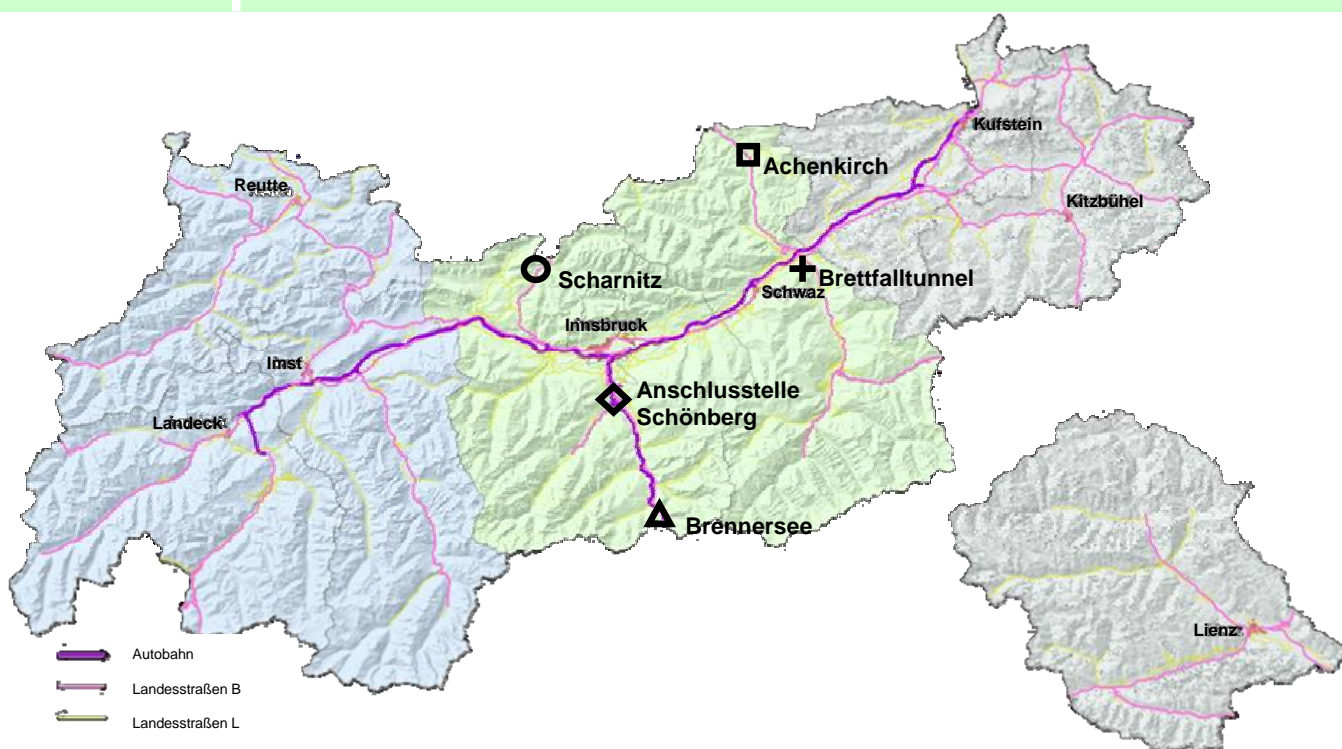 Kufstein
Achenkirch
Reutte
Kitzbühel
Scharnitz
Brettfalltunnel
Schwaz
Innsbruck
Imst
Anschlusstelle
Schönberg
Landeck
Brennersee
Lienz
Autobahn
Landesstraßen B
Landesstraßen L